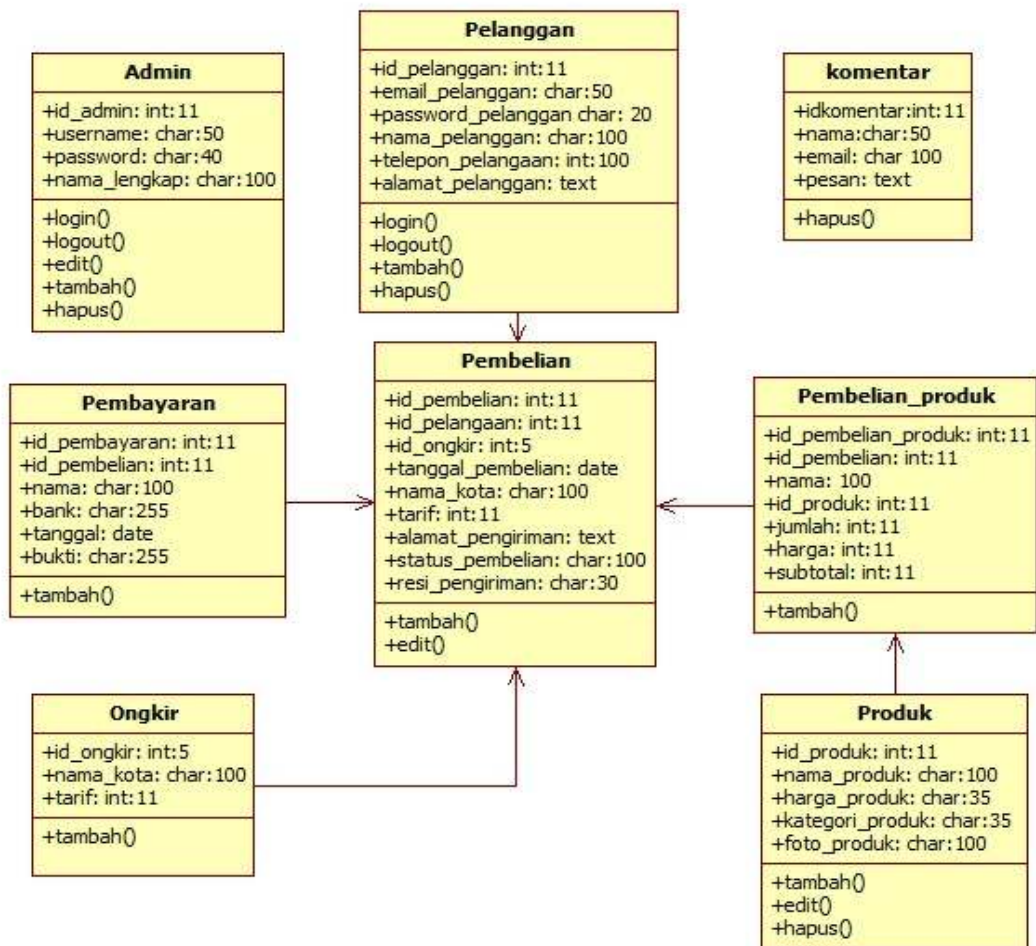 Admin
+id_admin: int:11
+username: char:50
+password: char:40
+nama_lengkap: char:100
+login()
+logout()
+edit()
+tambah()
+hapus()
Pelanggan
+id_pelanggan: int:11
+email_pelanggan: char:50
+password_pelanggan char: 20
+nama_pelanggan: char:100
+telepon_pelangaan: int:100
+alamat_pelanggan: text
+login()
+logout()
+tambah()
+hapus()
komentar
+idkomentar:int:11
+nama:char:50
+email: char 100
+pesan: text
+hapus()
Pembayaran
+id_pembayaran: int:11
+id_pembelian: int:11
+nama: char:100
+bank: char:255
+tanggal: date
+bukti: char:255
+tambah()
Pembelian
+id_pembelian: int:11
+id_pelangaan: int:11
+id_ongkir: int:5
+tanggal_pembelian: date
+nama_kota: char:100
+tarif: int:11
+alamat_pengiriman: text
+status_pembelian: char:100
+resi_pengiriman: char:30
+tambah()
+edit()
Pembelian_produk
+id_pembelian_produk: int:11
+id_pembelian: int:11
+nama: 100
+id_produk: int:11
+jumlah: int:11
+harga: int:11
+subtotal: int:11
+tambah()
Ongkir
+id_ongkir: int:5
+nama_kota: char:100
+tarif: int:11
+tambah()
Produk
+id_produk: int:11
+nama_produk: char:100
+harga_produk: char:35
+kategori_produk: char:35
+foto_produk: char:100
+tambah()
+edit()
+hapus()